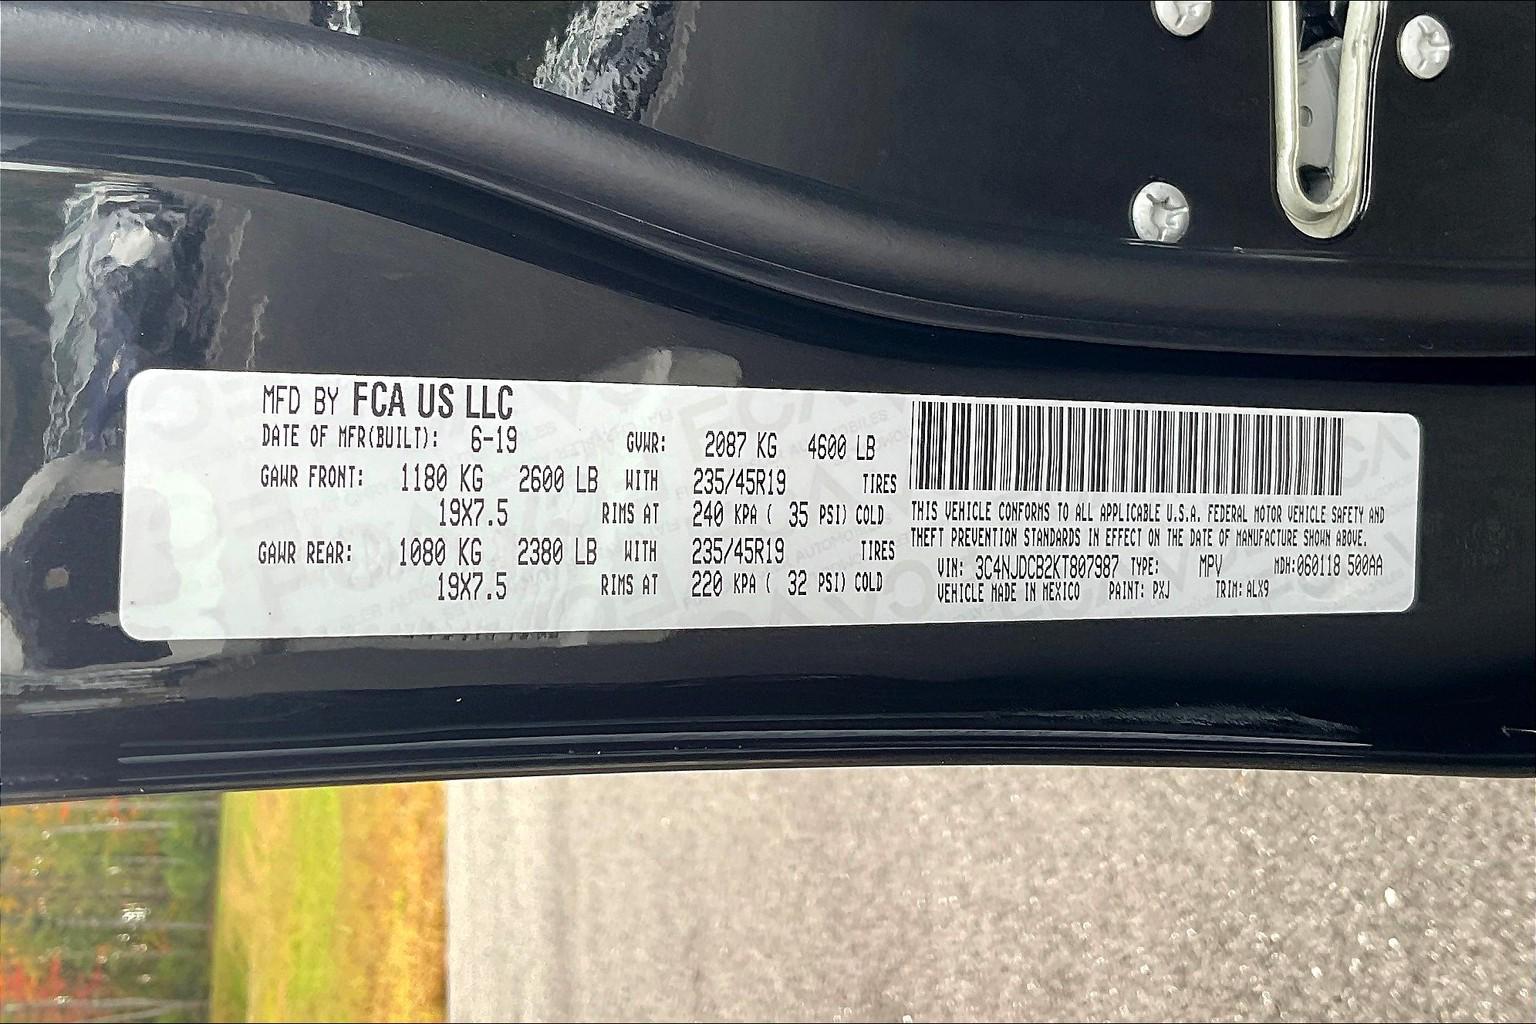 MFD BY FCA US LLC
DATE OF MFR(BUILT): 6-19 GVWR: 2087 KG 4600 LB
GAWR FRONT: 1180 KG 2600 LB WITH 235/45R19 TIRES
19X7.5 RIMS AT 240 KPA ( 35 PSI) COLD
GAWR REAR: 1080 KG 2380 LB WITH 235/45R19 TIRES
19X7.5 RIMS AT 220 KPA ( 32 PSI) COLD
THIS VEHICLE CONFORMS TO ALL APPLICABLE U.S.A. FEDERAL MOTOR VEHICLE SAFETY AND
THEFT PREVENTION STANDARDS IN EFFECT ON THE DATE OF MANUFACTURE SHOWN ABOVE.
VIN: 3C4NJDCB2KT807987 TYPE: MPV MDH:060118 500AA
VEHICLE MADE IN MEXICO PAINT: PXJ TRIM: ALX9